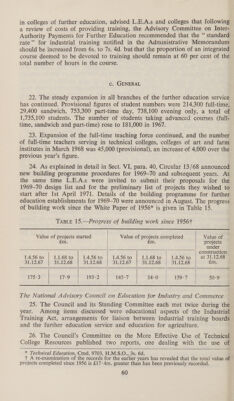 in colleges of further education, advised L.E.A.s and colleges that following
a review of costs of providing training, the Advisory Committee on Inter-
Authority Payments for Further Education recommended that the "standard
rate" for industrial training notified in the Administrative Memorandum
should be increased from 6s. to 7s. 4d. but that the proportion of an integrated
course deemed to be devoted to training should remain at 60 per cent of the
total number of hours in the course.
C. GENERAL
22. The steady expansion in all branches of the further education service
has continued. Provisional figures of student numbers were 214,300 full-time,
29,400 sandwich, 753,300 part-time day, 738,100 evening only, a total of
1,735,100 students. The number of students taking advanced courses (full-
time, sandwich and part-time) rose to 181,000 in 1967.
23. Expansion of the full-time teaching force continued, and the number
of full-time teachers serving in technical colleges, colleges of art and farm
institutes in March 1968 was 45,000 (provisional), an increase of 4,000 over the
previous year's figure.
24. As explained in detail in Sect. VI, para. 40, Circular 13/68 announced
new building programme procedures for 1969-70 and subsequent years. At
the same time L.E.A.s were invited to submit their proposals for the
1969-70 design list and for the preliminary list of projects they wished to
start after 1st April 1971. Details of the building programmes for further
education establishments for 1969-70 were announced in August. The progress
of building work since the White Paper of 1956* is given in Table 15.
TABLE 15.—Progress of building work since 1956†
Value of projects started £m. Value of projects completed £m. Value of projects under construction at 31.12.68 £m.
1.4.56 to 31.12.67 1.1.68 to 31.12.68 1.4.56 to 31.12.68 1.4.56 to 31.12.67 1.1.68 to 31.12.68 1.4.56 to 31.12.68
175·3 17·9 193·2
The National Advisory Council on Education for Industry and Commerce
25. The Council and its Standing Committee each met twice during the
year. Among items discussed were educational aspects of the Industrial
Training Act, arrangements for liaison between industrial training boards
and the further education service and education for agriculture.
26. The Council's Committee on the More Effective Use of Technical
College Resources published two reports, one dealing with the use of
* Technical Education, Cmd. 9703, H.M.S.O., 3s. 6d.
† A re-examination of the records for the earlier years has revealed that the total value of
projects completed since 1956 is greater than has been previously recorded.
60